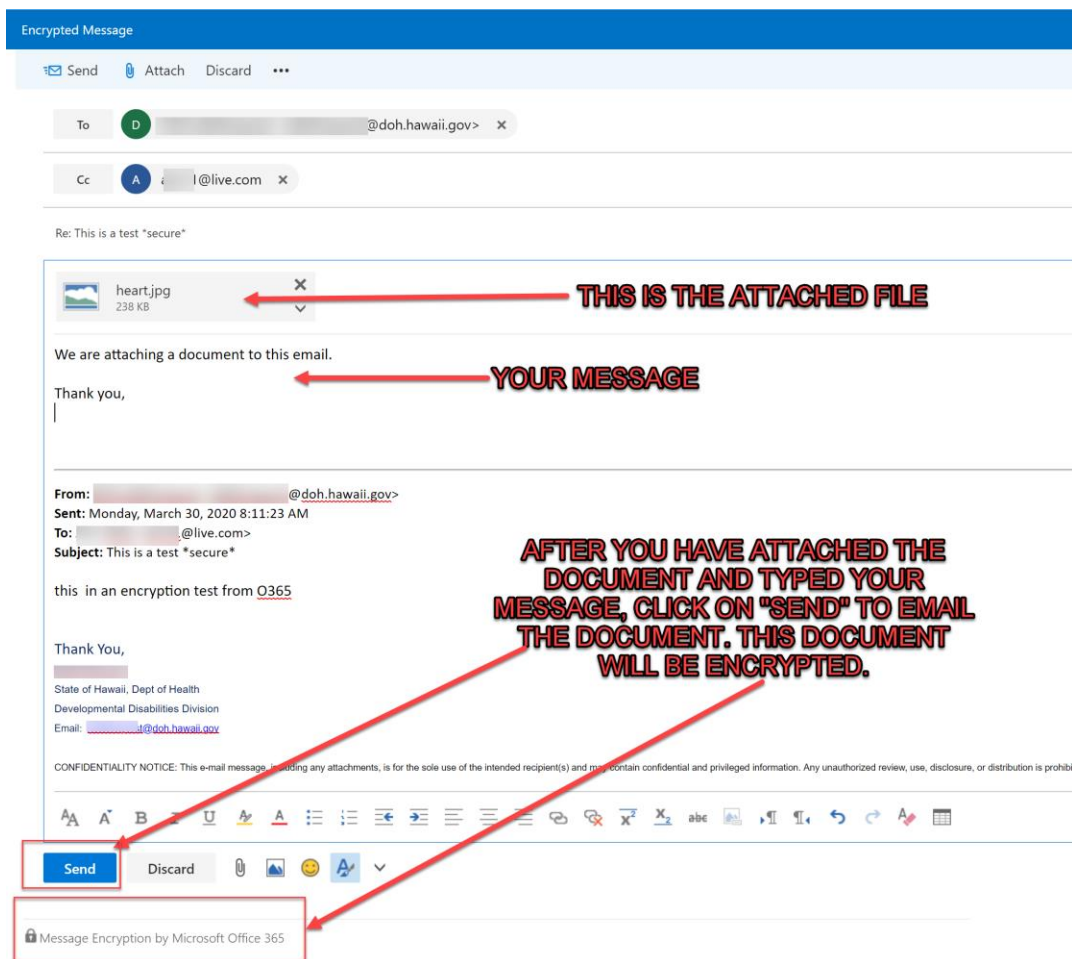 Encrypted Message
Send Attach Discard •••
To D @doh.hawaii.gov> ×
Cc A @live.com ×
Re: This is a test *secure*
heart.jpg
238 KB
THIS IS THE ATTACHED FILE
We are attaching a document to this email.
YOUR MESSAGE
Thank you,
From: @doh.hawaii.gov>
Sent: Monday, March 30, 2020 8:11:23 AM
To: @live.com>
Subject: This is a test *secure*
this in an encryption test from O365
AFTER YOU HAVE ATTACHED THE
DOCUMENT AND TYPED YOUR
MESSAGE, CLICK ON "SEND" TO EMAIL
THE DOCUMENT. THIS DOCUMENT
WILL BE ENCRYPTED.
Thank You,
State of Hawaii, Dept of Health
Developmental Disabilities Division
Email: @doh.hawaii.gov
CONFIDENTIALITY NOTICE: This e-mail message, including any attachments, is for the sole use of the intended recipient(s) and may contain confidential and privileged information. Any unauthorized review, use, disclosure, or distribution is
Send Discard
Message Encryption by Microsoft Office 365